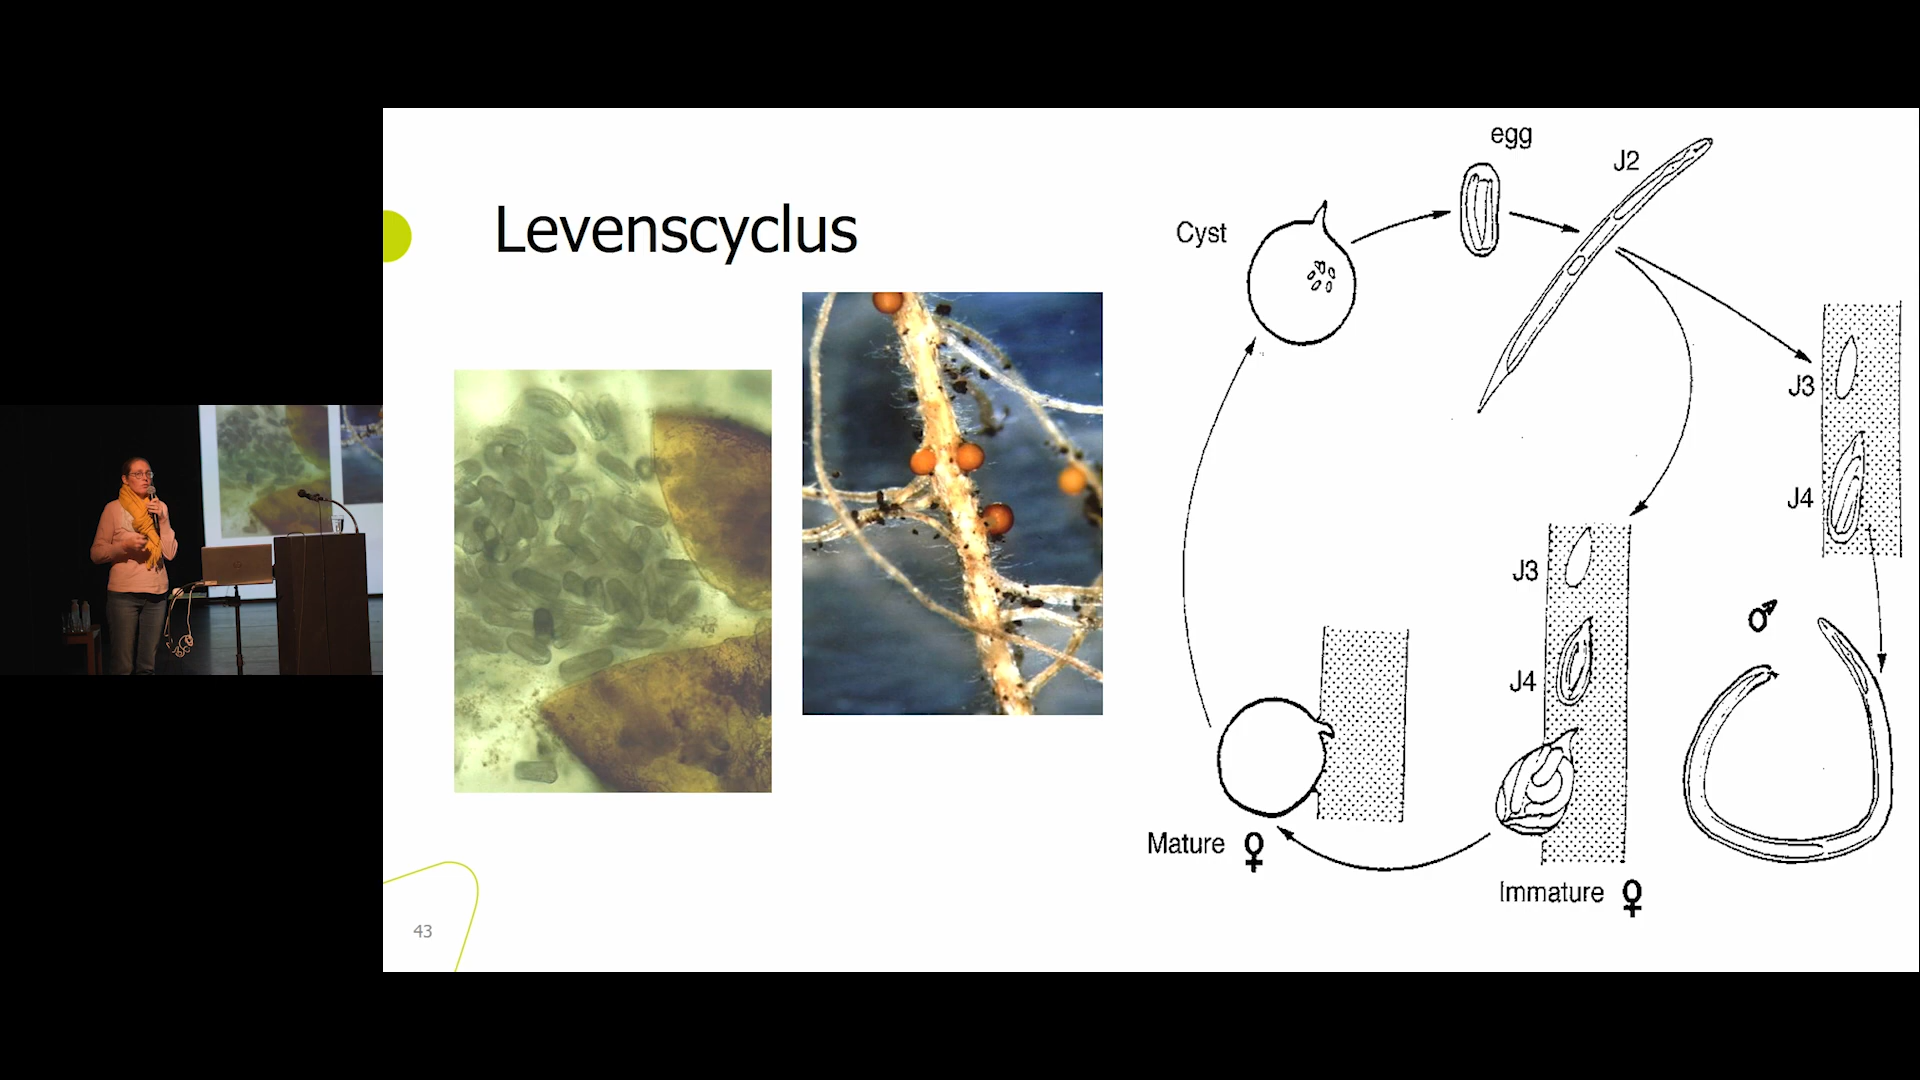 Levenscyclus
egg
J2
Cyst
J3
J4
J3
♂
J4
Mature ♀
Immature ♀
43